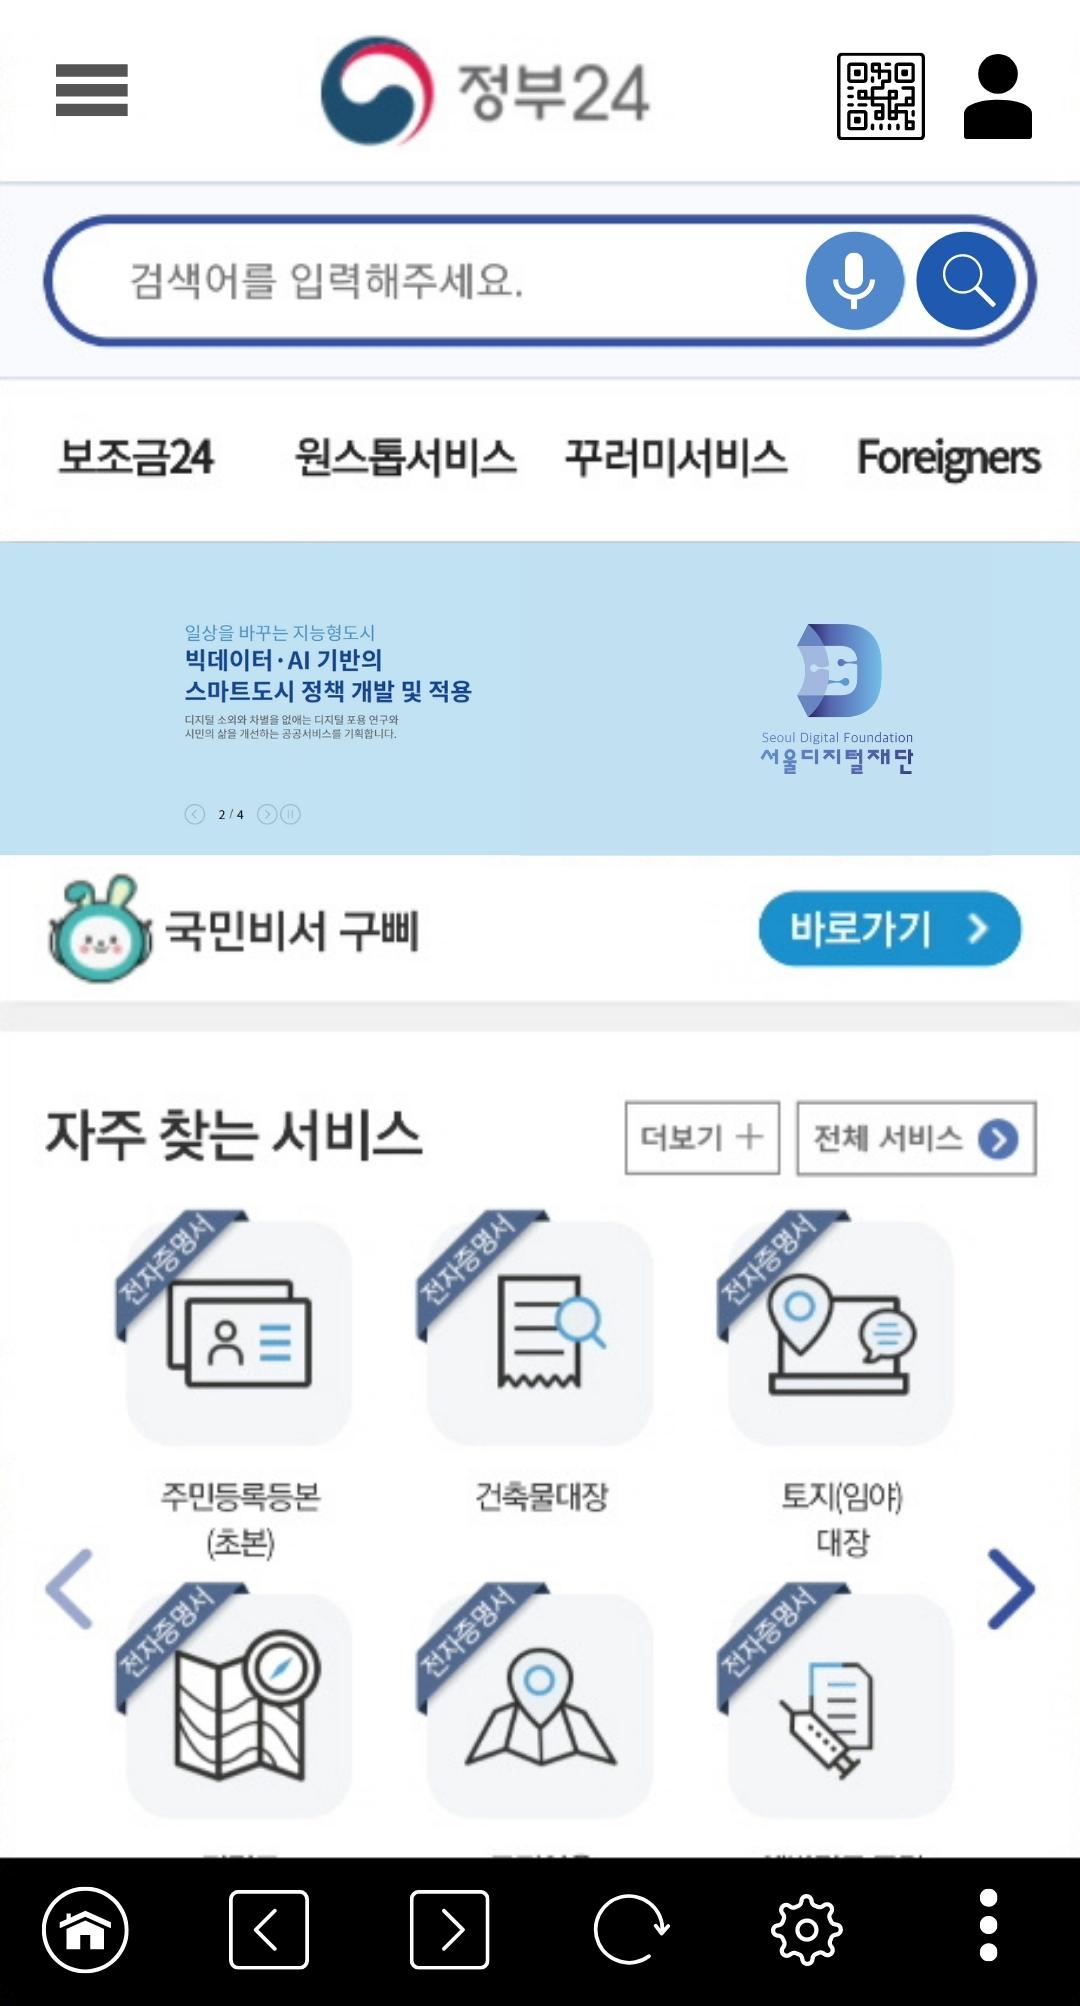 정부24
검색어를 입력해주세요.
보조금24 원스톱서비스 꾸러미서비스 Foreigners
일상을 바꾸는 지능형도시
빅데이터·AI 기반의
스마트도시 정책 개발 및 적용
디지털 소외와 차별을 없애는 디지털 포용 연구와
시민의 삶을 개선하는 공공서비스를 기획합니다.
2 / 4
Seoul Digital Foundation
서울디지털재단
국민비서 구삐
바로가기
자주 찾는 서비스
더보기
전체 서비스
전자증명서
전자증명서
전자증명서
주민등록등본
(초본)
건축물대장
토지(임야)
대장
전자증명서
전자증명서
전자증명서